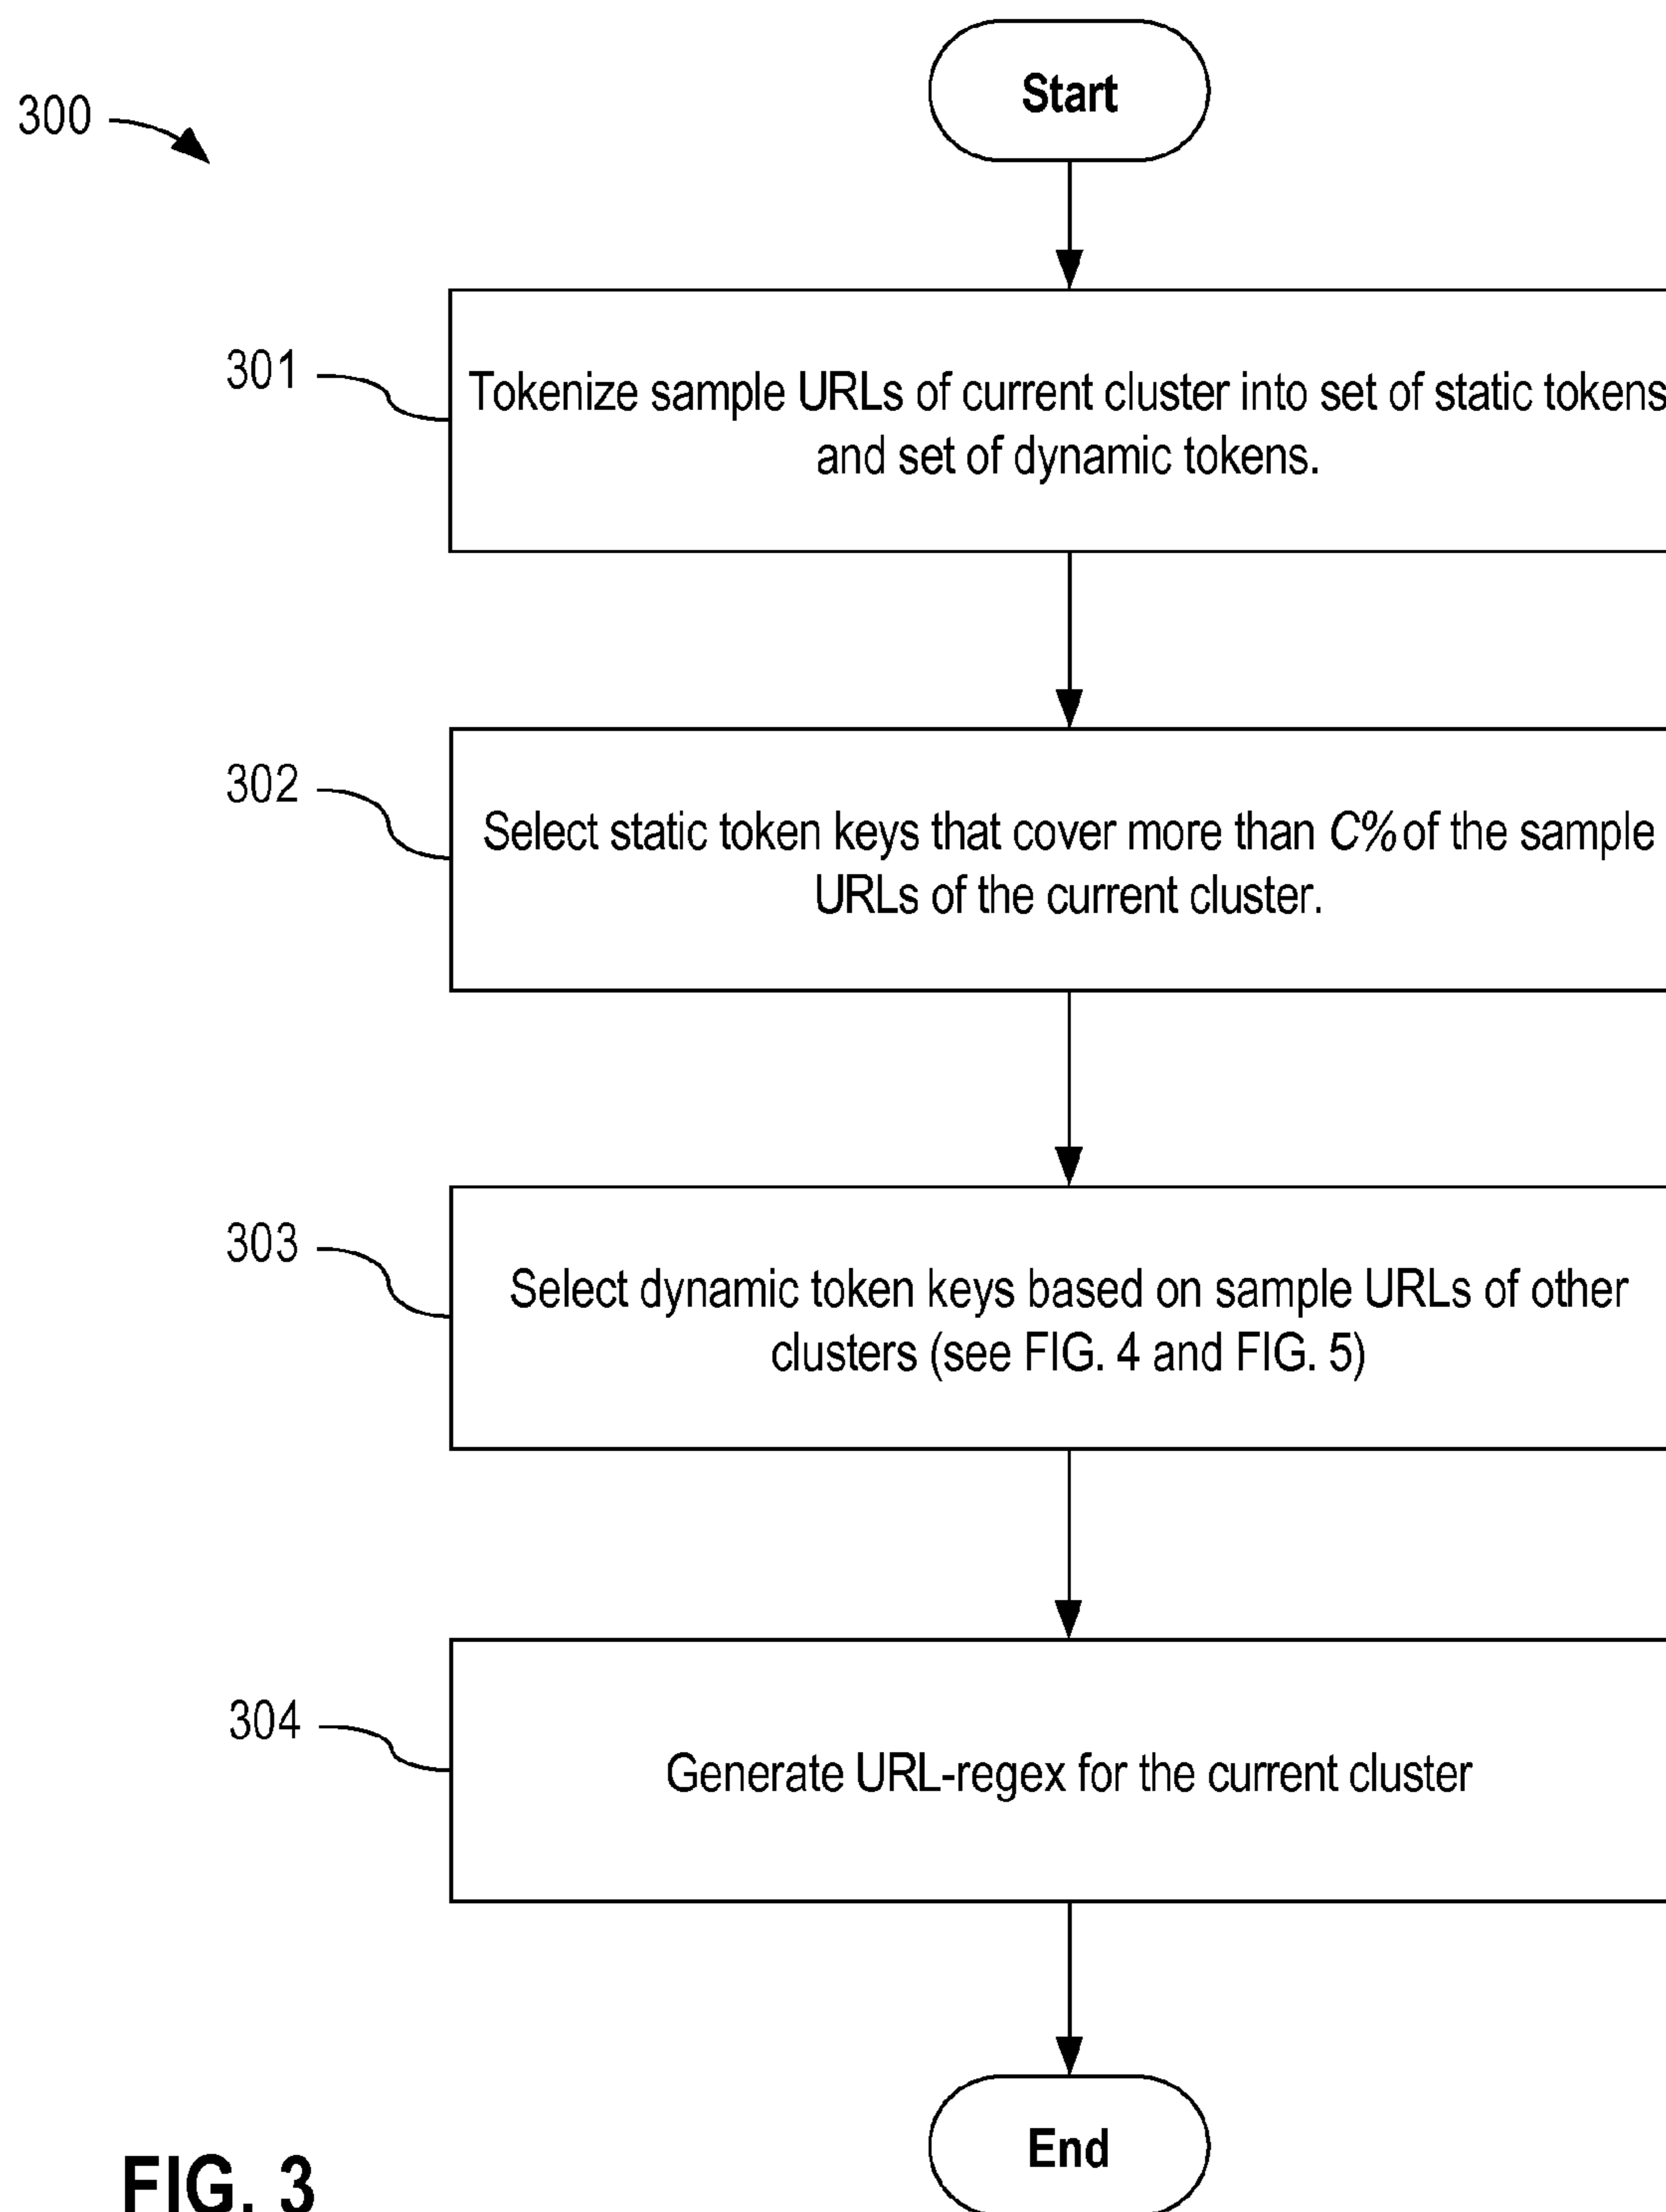 Start
300
301
Tokenize sample URLs of current cluster into set of static tokens
and set of dynamic tokens.
302
Select static token keys that cover more than C% of the sample
URLs of the current cluster.
303
Select dynamic token keys based on sample URLs of other
clusters (see FIG. 4 and FIG. 5)
304
Generate URL-regex for the current cluster
End
FIG. 3